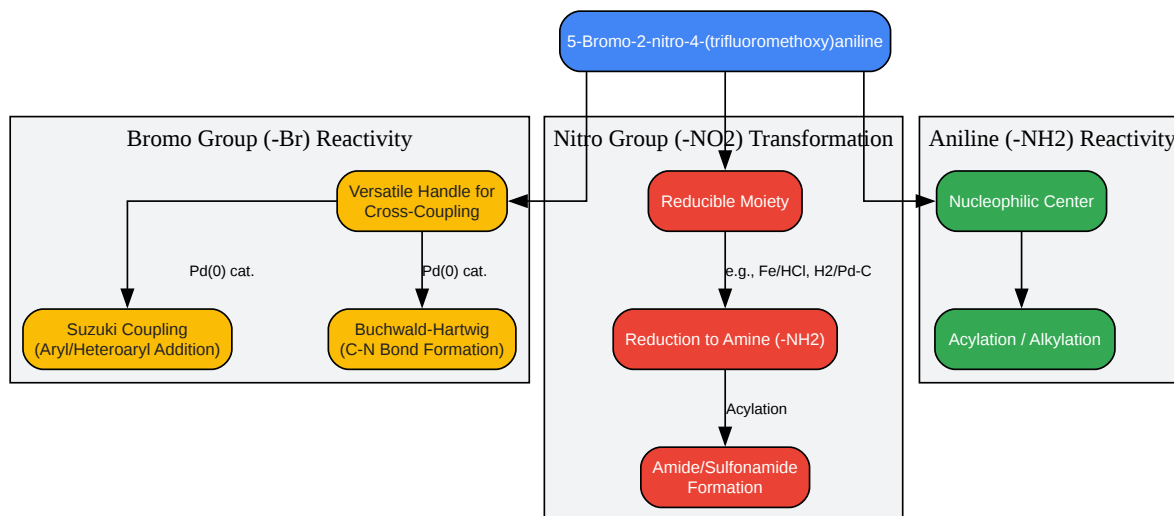 5-Bromo-2-nitro-4-(trifluoromethoxy)aniline
Bromo Group (-Br) Reactivity
Nitro Group (-NO2) Transformation
Aniline (-NH2) Reactivity
Versatile Handle for
Cross-Coupling
Reducible Moiety
Nucleophilic Center
Pd(0) cat.
Pd(0) cat.
e.g., Fe/HCl, H2/Pd-C
Suzuki Coupling
(Aryl/Heteroaryl Addition)
Buchwald-Hartwig
(C-N Bond Formation)
Reduction to Amine (-NH2)
Acylation / Alkylation
Acylation
Amide/Sulfonamide
Formation